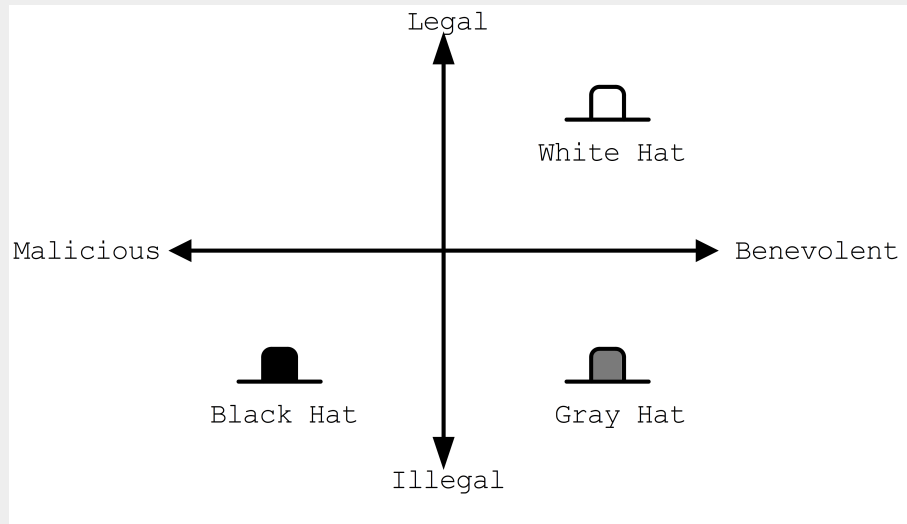 Legal
White Hat
Malicious
Benevolent
Black Hat
Gray Hat
Illegal